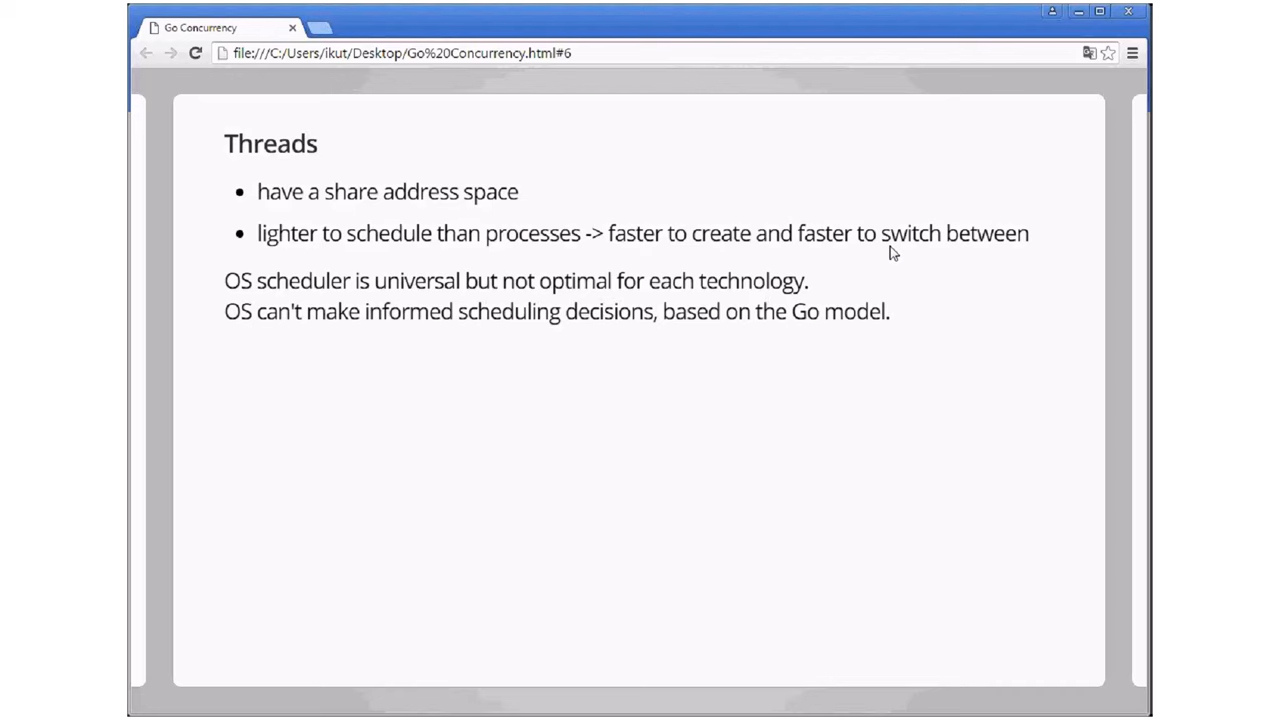 Go Concurrency
file:///C:/Users/ikut/Desktop/Go%20Concurrency.html#6
Threads
• have a share address space
• lighter to schedule than processes -> faster to create and faster to switch between
OS scheduler is universal but not optimal for each technology.
OS can't make informed scheduling decisions, based on the Go model.